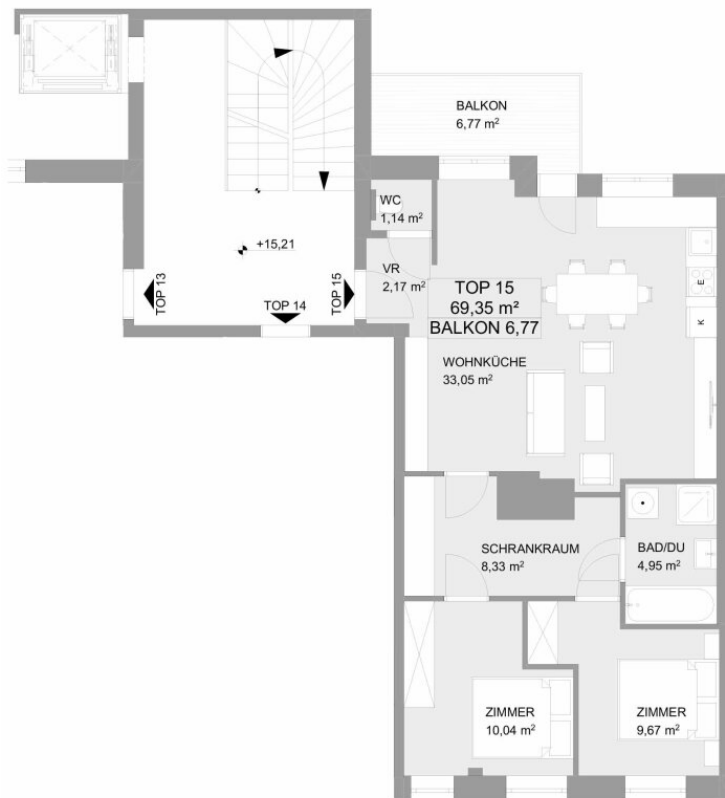 BALKON
6,77 m²
WC
1,14 m²
+15,21
VR
2,17 m²
TOP 13
TOP 14
TOP 15
TOP 15
69,35 m²
BALKON 6,77
E
K
WOHNKÜCHE
33,05 m²
SCHRANKRAUM
8,33 m²
BAD/DU
4,95 m²
ZIMMER
10,04 m²
ZIMMER
9,67 m²